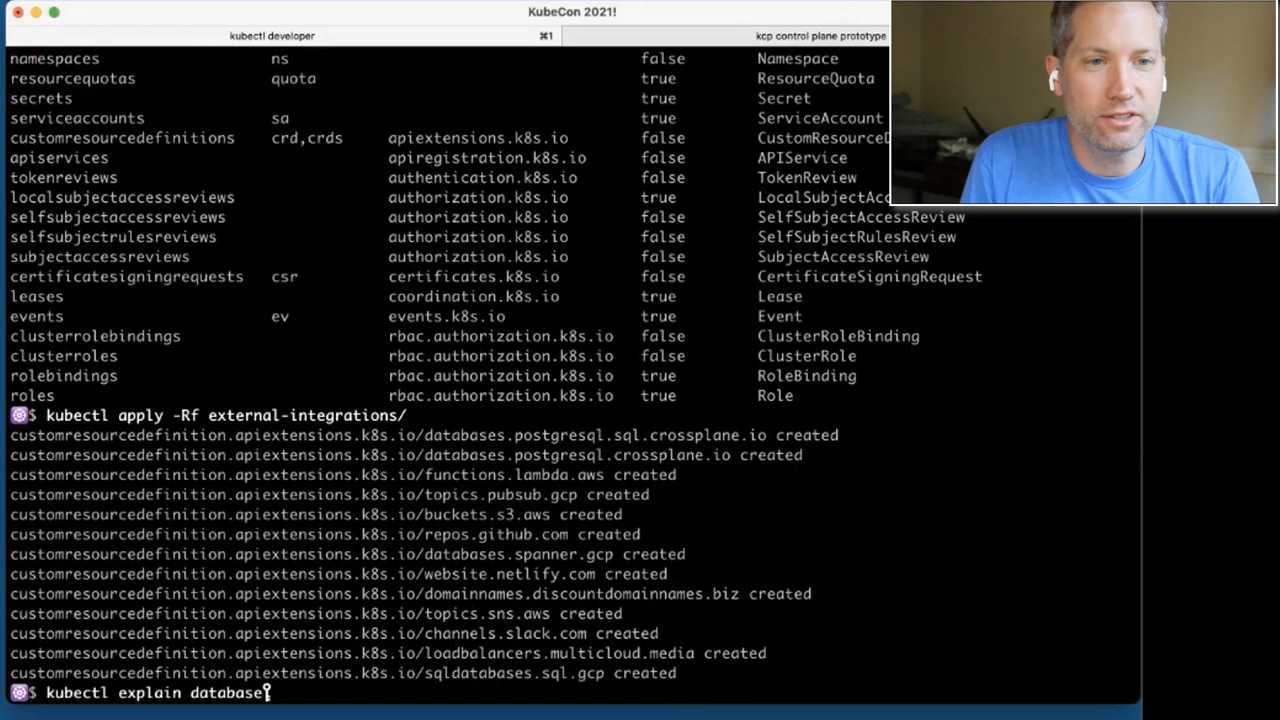 KubeCon 2021!
kubectl developer ⌘1 kcp control plane prototype
namespaces ns false Namespace
resourcequotas quota true ResourceQuota
secrets true Secret
serviceaccounts sa true ServiceAccount
customresourcedefinitions crd,crds apiextensions.k8s.io false CustomResourceD
apiservices apiregistration.k8s.io false APIService
tokenreviews authentication.k8s.io false TokenReview
localsubjectaccessreviews authorization.k8s.io true LocalSubjectAc
selfsubjectaccessreviews authorization.k8s.io false SelfSubjectAccessReview
selfsubjectrulesreviews authorization.k8s.io false SelfSubjectRulesReview
subjectaccessreviews authorization.k8s.io false SubjectAccessReview
certificatesigningrequests csr certificates.k8s.io false CertificateSigningRequest
leases coordination.k8s.io true Lease
events ev events.k8s.io true Event
clusterrolebindings rbac.authorization.k8s.io false ClusterRoleBinding
clusterroles rbac.authorization.k8s.io false ClusterRole
rolebindings rbac.authorization.k8s.io true RoleBinding
roles rbac.authorization.k8s.io true Role
$ kubectl apply -Rf external-integrations/
customresourcedefinition.apiextensions.k8s.io/databases.postgresql.sql.crossplane.io created
customresourcedefinition.apiextensions.k8s.io/databases.postgresql.crossplane.io created
customresourcedefinition.apiextensions.k8s.io/functions.lambda.aws created
customresourcedefinition.apiextensions.k8s.io/topics.pubsub.gcp created
customresourcedefinition.apiextensions.k8s.io/buckets.s3.aws created
customresourcedefinition.apiextensions.k8s.io/repos.github.com created
customresourcedefinition.apiextensions.k8s.io/databases.spanner.gcp created
customresourcedefinition.apiextensions.k8s.io/website.netlify.com created
customresourcedefinition.apiextensions.k8s.io/domainnames.discountdomainnames.biz created
customresourcedefinition.apiextensions.k8s.io/topics.sns.aws created
customresourcedefinition.apiextensions.k8s.io/channels.slack.com created
customresourcedefinition.apiextensions.k8s.io/loadbalancers.multicloud.media created
customresourcedefinition.apiextensions.k8s.io/sqldatabases.sql.gcp created
$ kubectl explain database